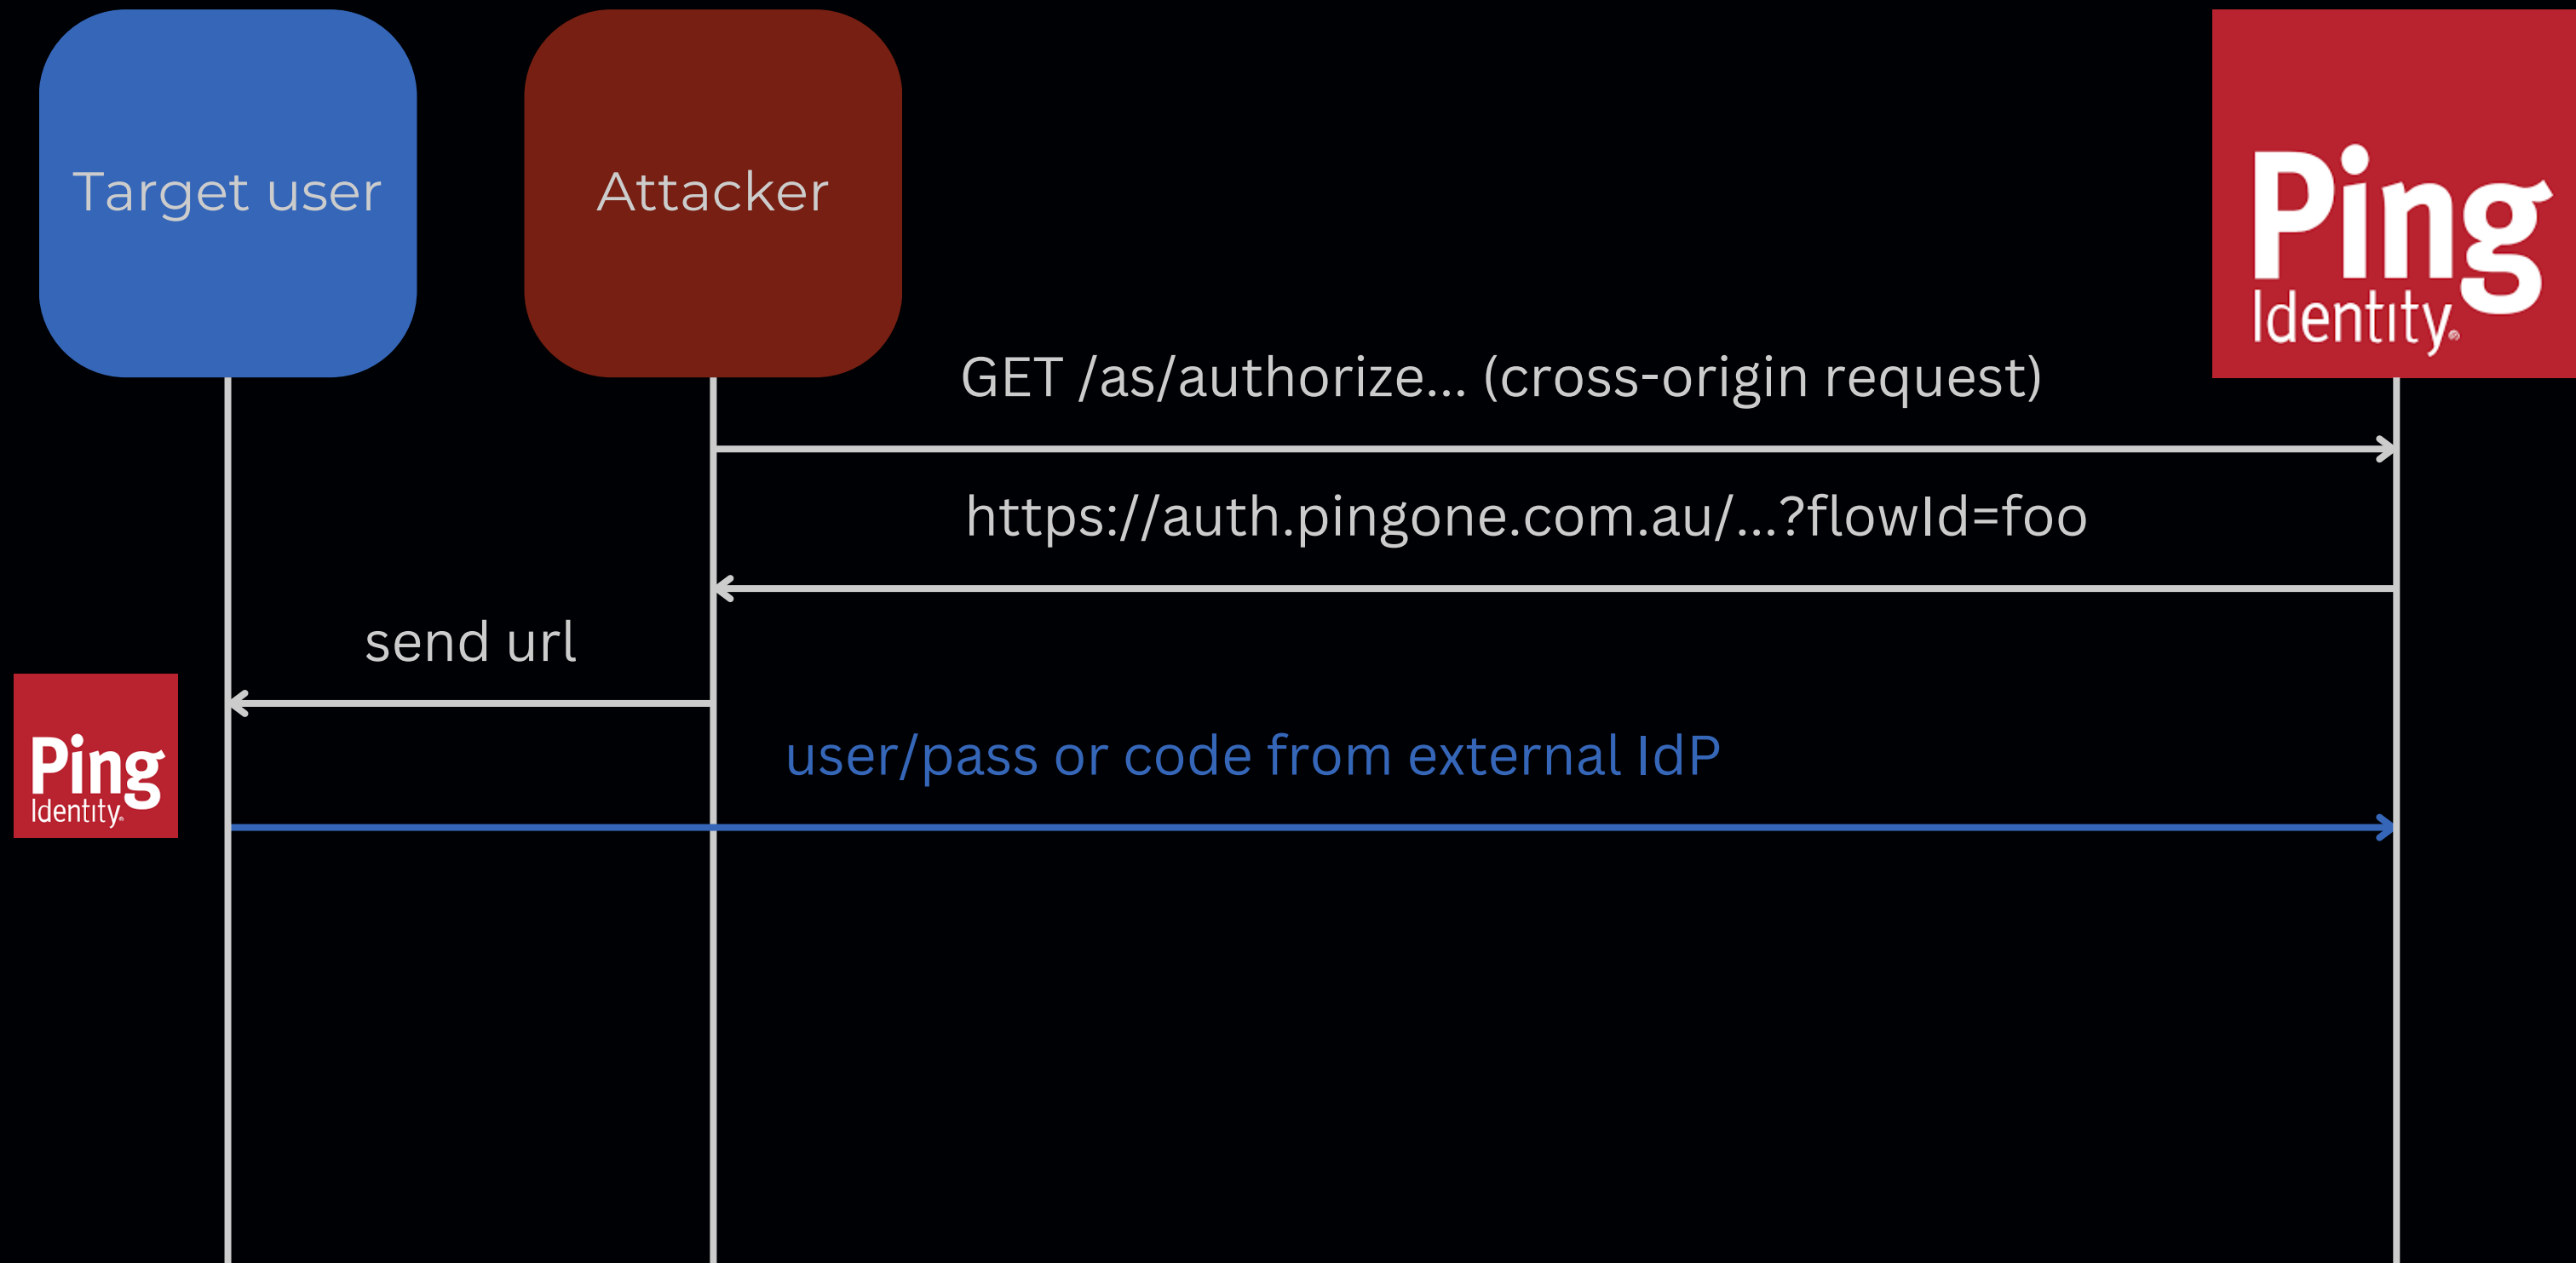 Target user
Attacker
Ping
Identity®
GET /as/authorize... (cross-origin request)
https://auth.pingone.com.au/...?flowId=foo
send url
Ping
Identity®
user/pass or code from external IdP